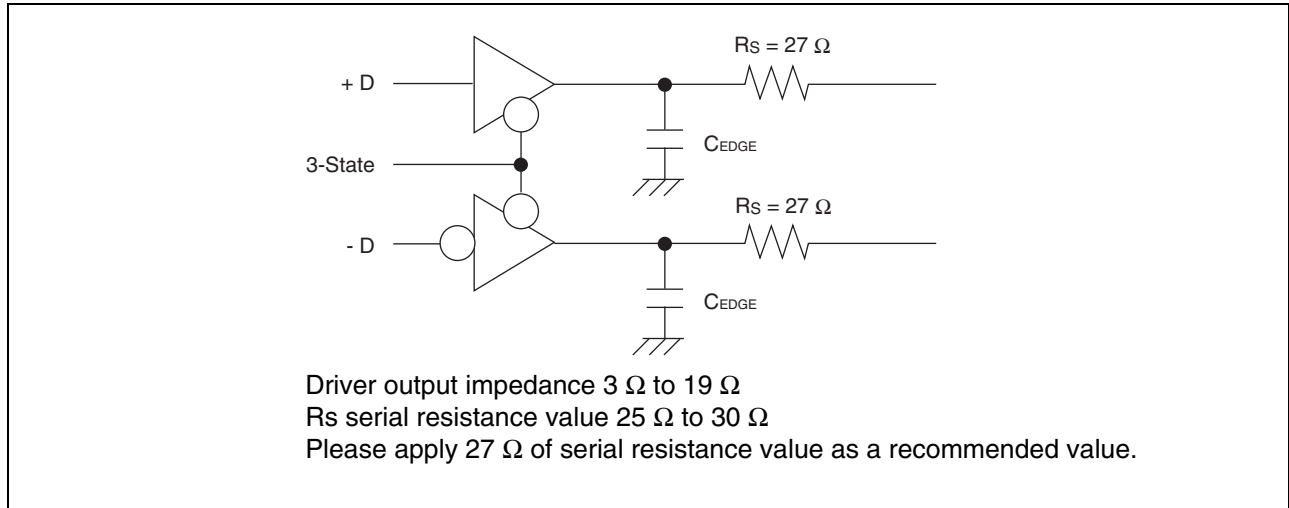 Rs = 27 Ω
+ D
CEDGE
3-State
Rs = 27 Ω
- D
CEDGE
Driver output impedance 3 Ω to 19 Ω
Rs serial resistance value 25 Ω to 30 Ω
Please apply 27 Ω of serial resistance value as a recommended value.